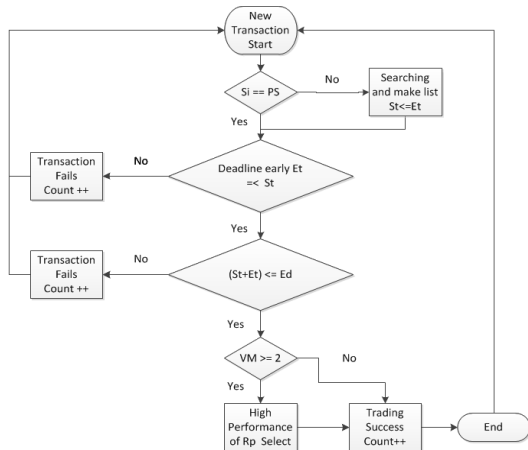 New
Transaction
Start
Si == PS
No
Searching
and make list
St<=Et
Yes
Deadline early Et
=< St
No
Transaction
Fails
Count ++
Yes
(St+Et) <= Ed
No
Transaction
Fails
Count ++
Yes
VM >= 2
No
Yes
High
Performance
of Rp Select
Trading
Success
Count++
End